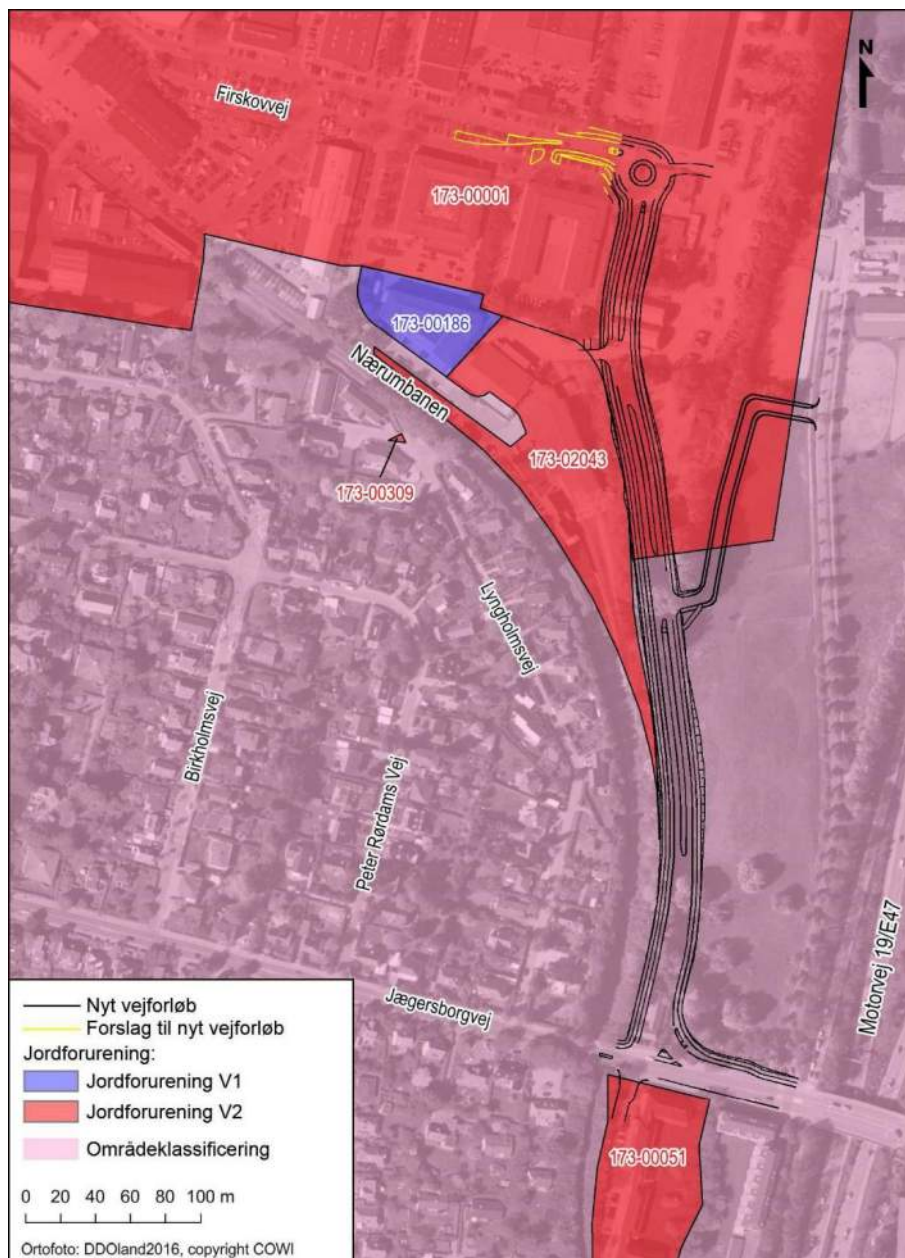 N
Firskovvej
173-00001
173-00186
Nærumbanen
173-02043
173-00309
Lyngholmsvej
Birkholmsvej
Peter Rørdams Vej
Motorvej 19/E47
Jægersborgvej
173-00051
Nyt vejforløb
Forslag til nyt vejforløb
Jordforurening:
Jordforurening V1
Jordforurening V2
Områdeklassificering
0 20 40 60 80 100 m
Ortofoto: DDOland2016, copyright COWI